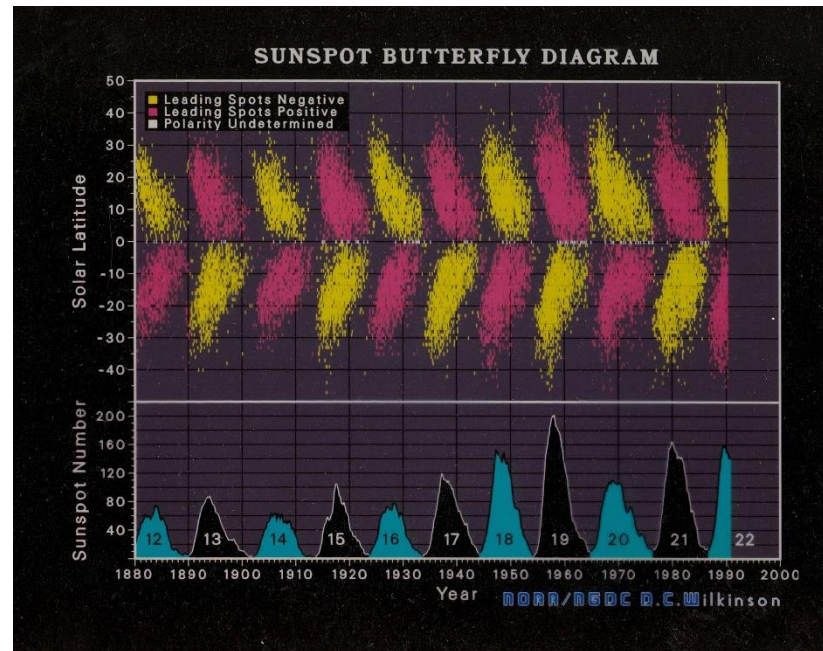 SUNSPOT BUTTERFLY DIAGRAM
Leading Spots Negative
Leading Spots Positive
Polarity Undetermined
Solar Latitude
50
40
30
20
10
0
-10
-20
-30
-40
Sunspot Number
200
160
120
80
40
12 13 14 15 16 17 18 19 20 21 22
1880 1890 1900 1910 1920 1930 1940 1950 1960 1970 1980 1990 2000
Year
NOAA/NGDC D.C.Wilkinson